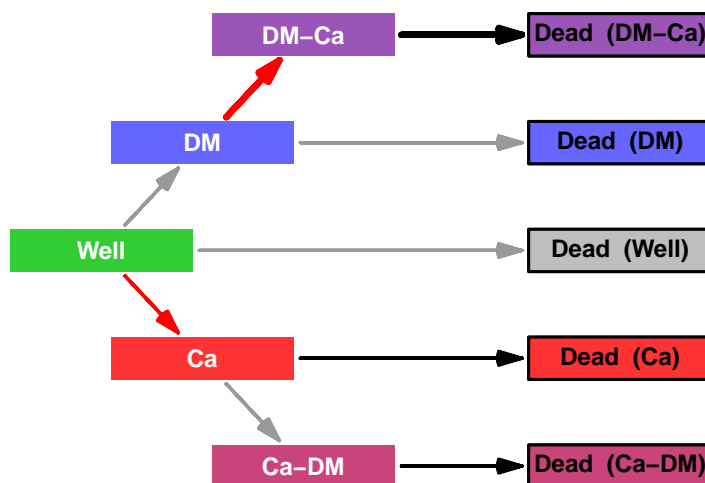 DM−Ca
Dead (DM−Ca)
DM
Dead (DM)
Well
Dead (Well)
Ca
Dead (Ca)
Ca−DM
Dead (Ca−DM)